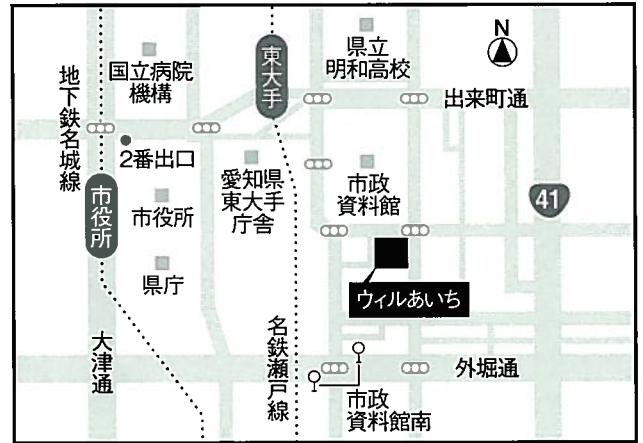 N
国立病院
機構
東大手
県立
明和高校
地下鉄名城線
出来町通
2番出口
愛知県
東大手
庁舎
市政
資料館
41
市役所
市役所
県庁
ウィルあいち
大津通
名鉄瀬戸線
外堀通
市政
資料館南